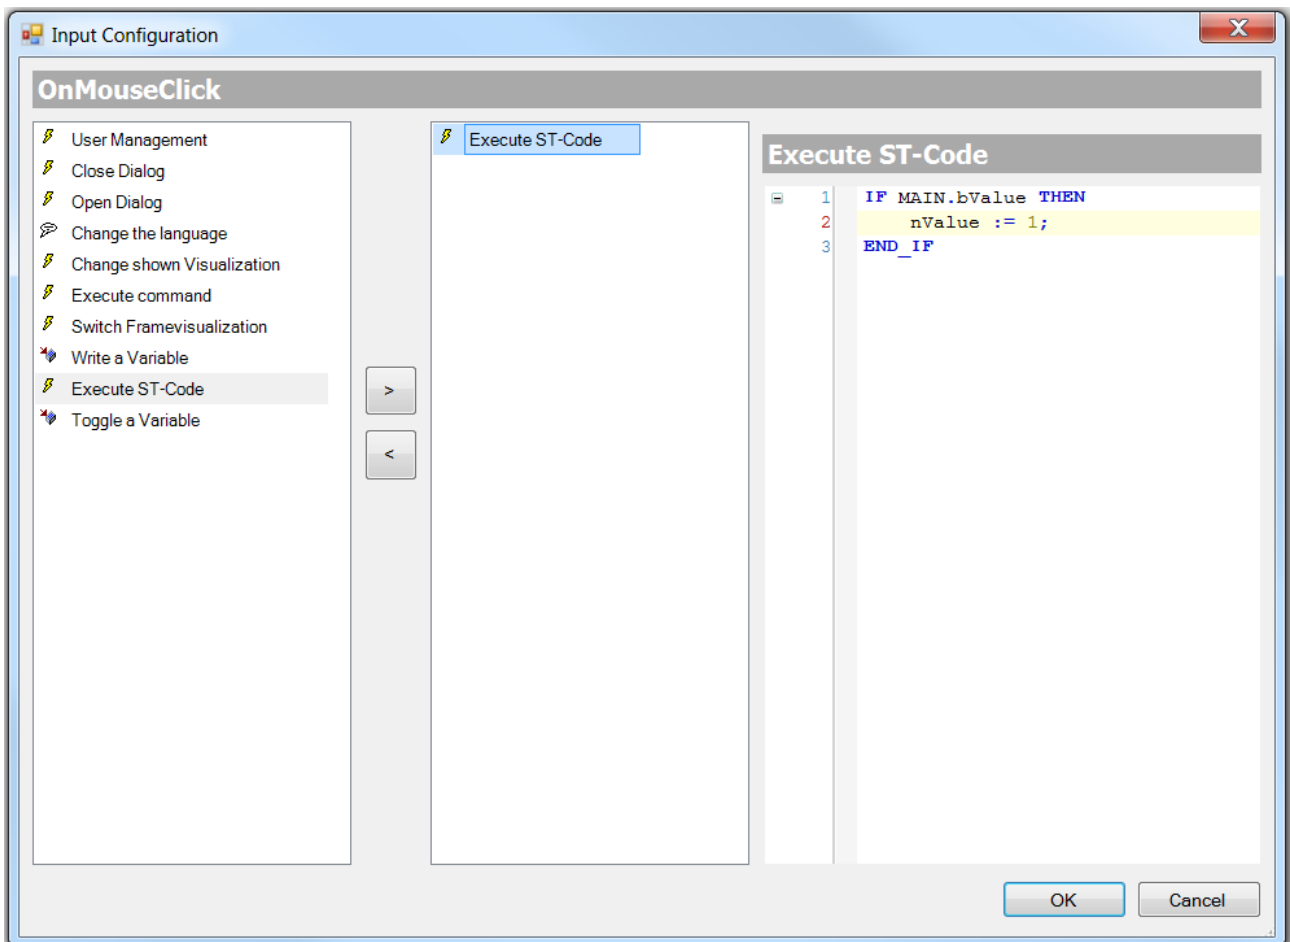 Input Configuration
X
OnMouseClick
User Management
Close Dialog
Open Dialog
Change the language
Change shown Visualization
Execute command
Switch Framevisualization
Write a Variable
Execute ST-Code
Toggle a Variable
>
<
Execute ST-Code
Execute ST-Code
1 IF MAIN.bValue THEN
2 nValue := 1;
3 END_IF
OK
Cancel